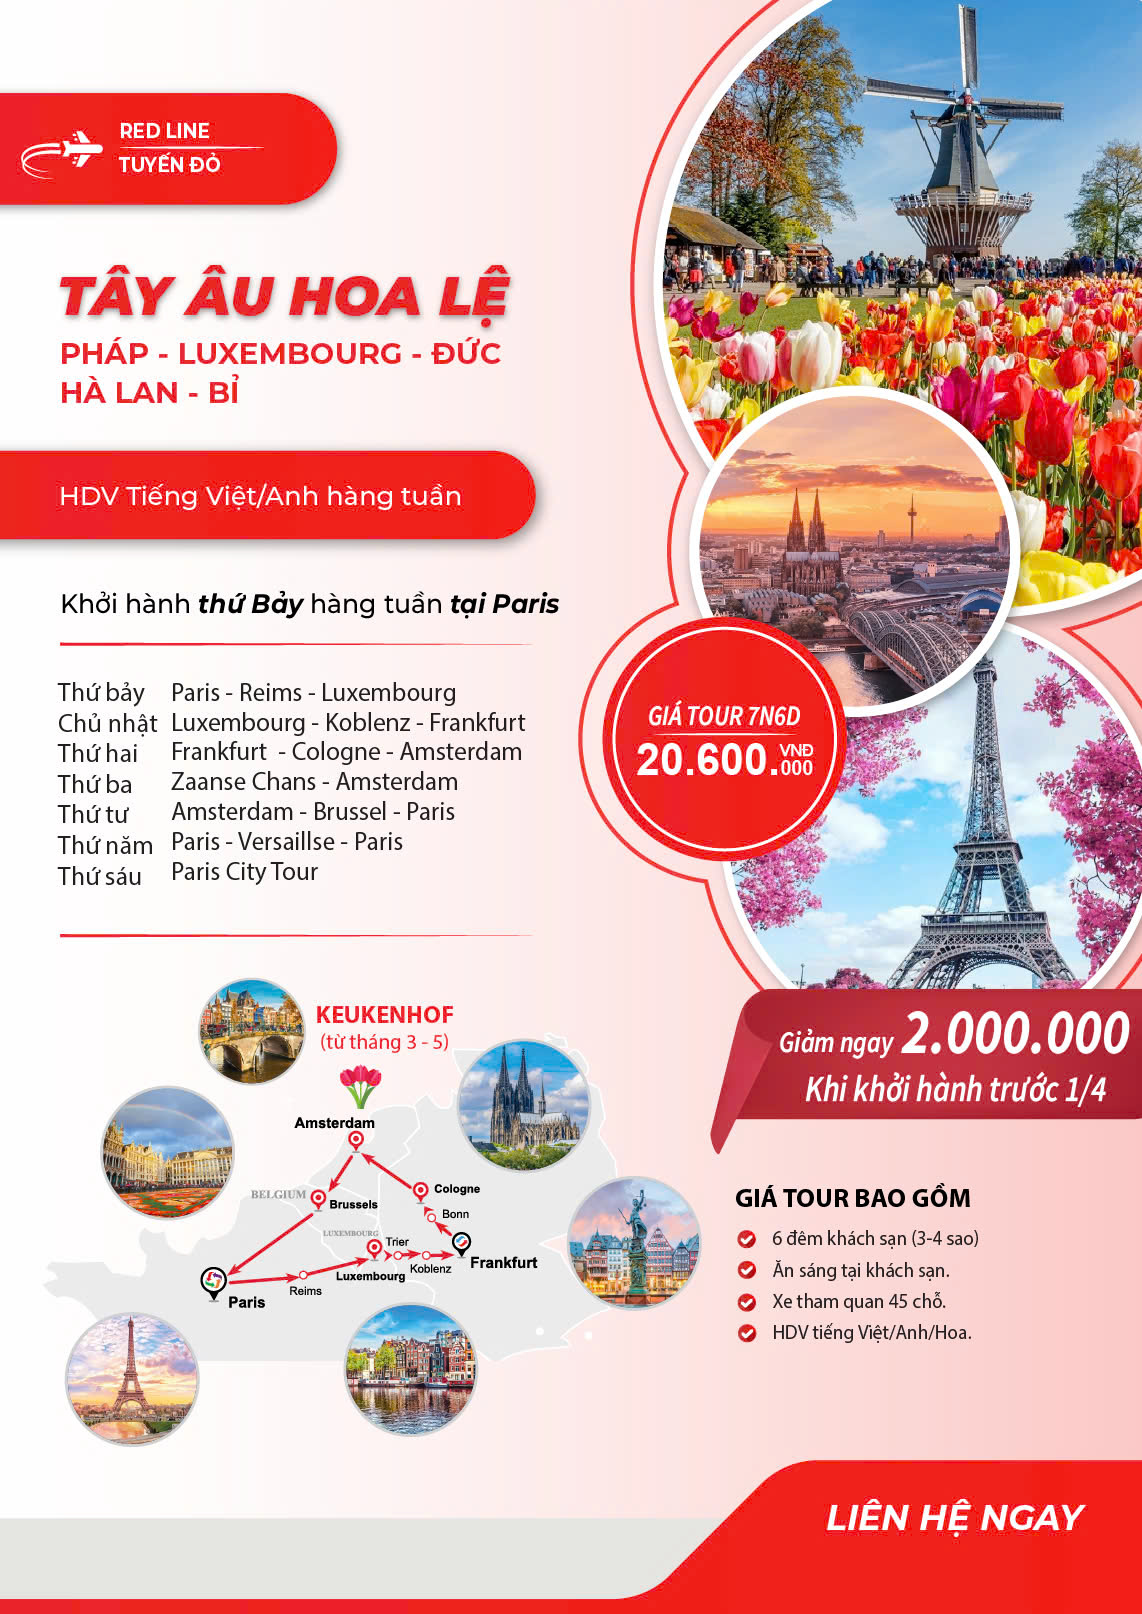 RED LINE
TUYẾN ĐỎ
TÂY ÂU HOA LỆ
PHÁP - LUXEMBOURG - ĐỨC
HÀ LAN - BỈ
HDV Tiếng Việt/Anh hàng tuần
Khởi hành thứ Bảy hàng tuần tại Paris
Thứ bảy Paris - Reims - Luxembourg
Chủ nhật Luxembourg - Koblenz - Frankfurt
Thứ hai Frankfurt - Cologne - Amsterdam
Thứ ba Zaanse Chans - Amsterdam
Thứ tư Amsterdam - Brussel - Paris
Thứ năm Paris - Versaillse - Paris
Thứ sáu Paris City Tour
GIÁ TOUR 7N6D
20.600.000 VNĐ
Giảm ngay 2.000.000
Khi khởi hành trước 1/4
KEUKENHOF
(từ tháng 3 - 5)
Amsterdam
BELGIUM
Brussels
Cologne
Bonn
LUXEMBOURG
Trier
Luxembourg
Koblenz
Frankfurt
Reims
Paris
GIÁ TOUR BAO GỒM
6 đêm khách sạn (3-4 sao)
Ăn sáng tại khách sạn.
Xe tham quan 45 chỗ.
HDV tiếng Việt/Anh/Hoa.
LIÊN HỆ NGAY